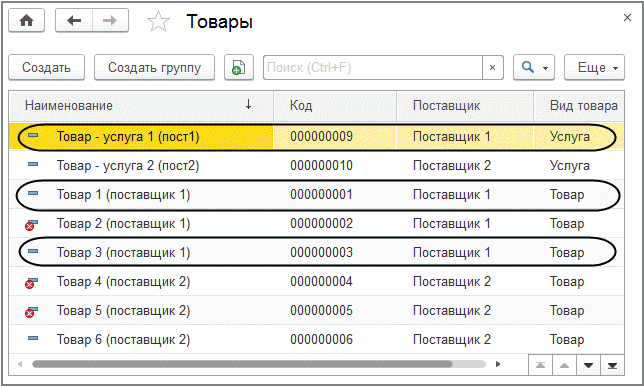 Товары
Создать Создать группу Поиск (Ctrl+F) × Еще
Наименование ↓ Код Поставщик Вид товара
Товар - услуга 1 (пост1) 000000009 Поставщик 1 Услуга
Товар - услуга 2 (пост2) 000000010 Поставщик 2 Услуга
Товар 1 (поставщик 1) 000000001 Поставщик 1 Товар
Товар 2 (поставщик 1) 000000002 Поставщик 1 Товар
Товар 3 (поставщик 1) 000000003 Поставщик 1 Товар
Товар 4 (поставщик 2) 000000004 Поставщик 2 Товар
Товар 5 (поставщик 2) 000000005 Поставщик 2 Товар
Товар 6 (поставщик 2) 000000006 Поставщик 2 Товар